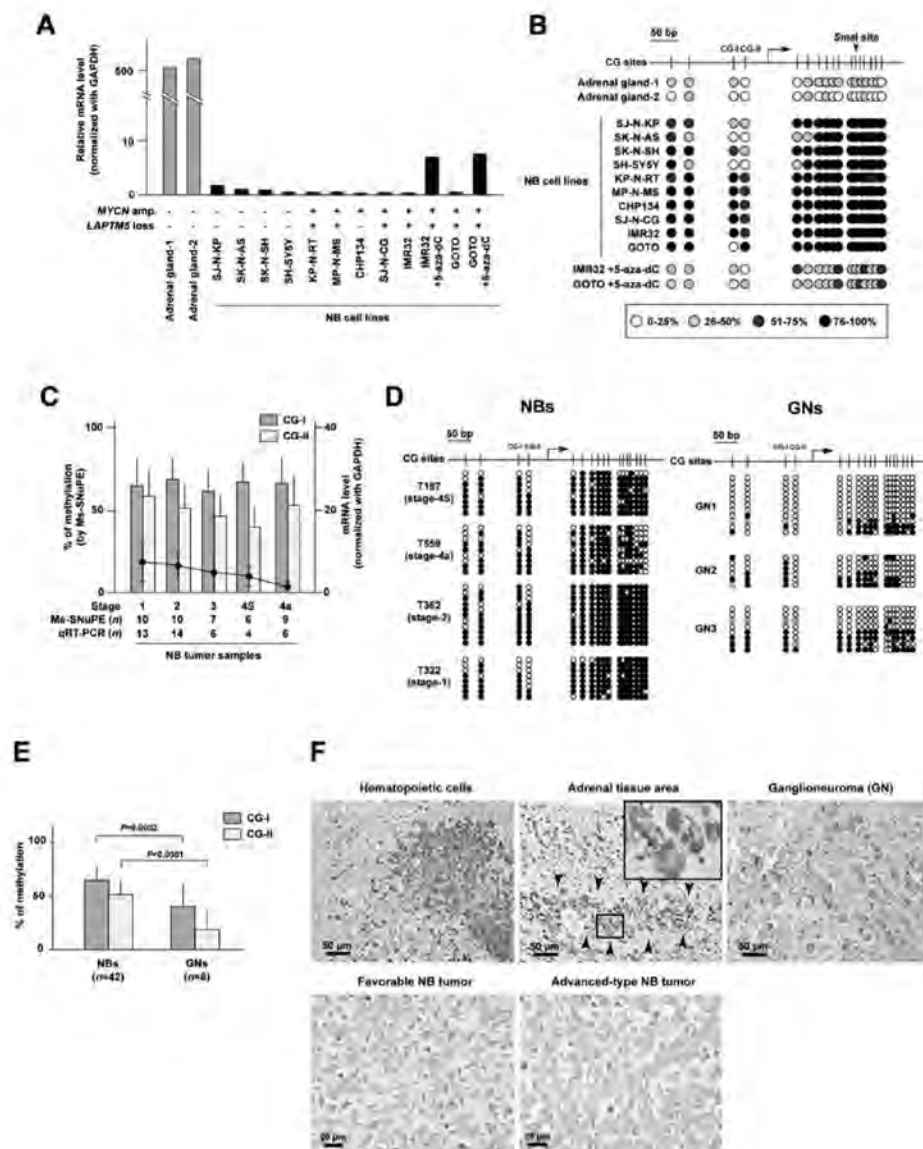 A
Relative mRNA level
(normalized with GAPDH)
500
10
0
MYCN amp. - - - - - - + + + + + + + +
LAPTM5 loss
Adrenal gland-1
Adrenal gland-2
SJ-N-KP
SK-N-AS
SK-N-SH
SH-SY5Y
KP-N-RT
MP-N-MS
CHP134
SJ-N-CG
IMR32
IMR32
+5-aza-dC
GOTO
GOTO
+5-aza-dC
NB cell lines
B
50 bp
SmaI site
CG-I CG-II
CG sites
Adrenal gland-1
Adrenal gland-2
NB cell lines
SJ-N-KP
SK-N-AS
SK-N-SH
SH-SY5Y
KP-N-RT
MP-N-MS
CHP134
SJ-N-CG
IMR32
GOTO
IMR32 +5-aza-dC
GOTO +5-aza-dC
0-25% 26-50% 51-75% 76-100%
C
CG-I
CG-II
% of methylation
(by Ms-SNuPE)
100
50
0
mRNA level
(normalized with GAPDH)
40
20
0
Stage 1 2 3 4S 4a
Ms-SNuPE (n) 10 10 7 6 9
qRT-PCR (n) 13 14 6 4 6
NB tumor samples
D
NBs
GNs
50 bp
CG sites
T187
(stage-4S)
T559
(stage-4a)
T362
T322
(stage-1)
50 bp
CG sites
GN1
GN2
GN3
E
CG-I
CG-II
% of methylation
100
50
0
P=0.0002
P<0.0001
NBs
(n=42)
GNs
F
Hematopoietic cells
Adrenal tissue area
Ganglioneuroma (GN)
50 μm
50 μm
50 μm
Favorable NB tumor
Advanced-type NB tumor